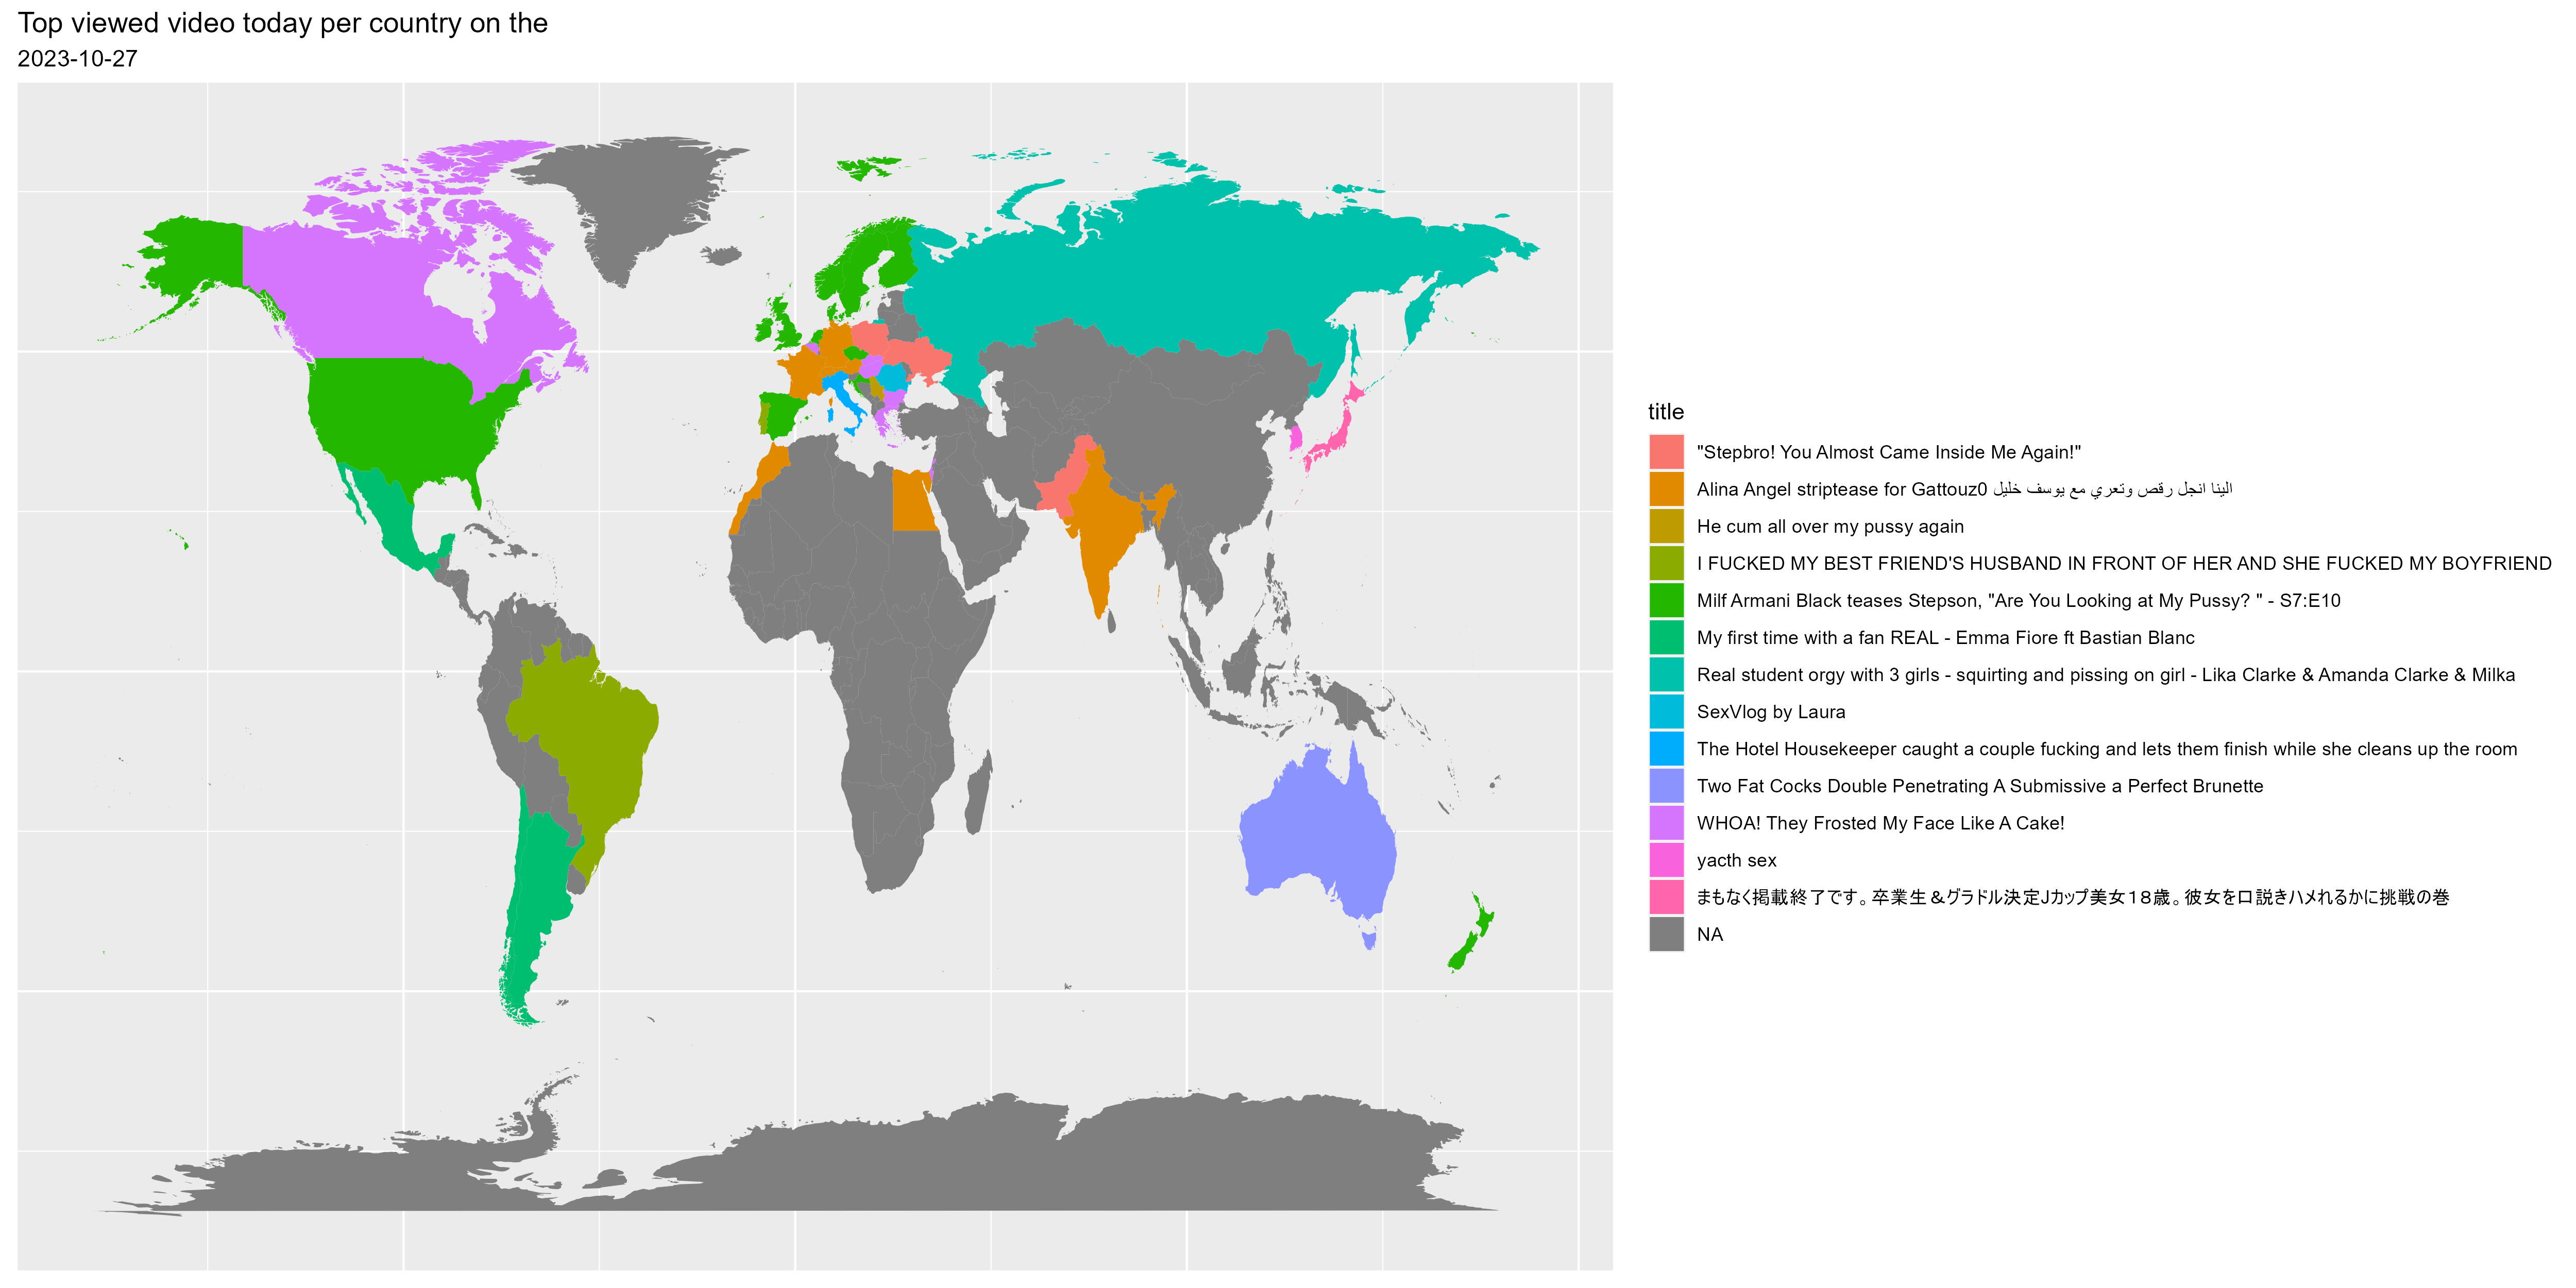 Top viewed video today per country on the
2023-10-27
title
"Stepbro! You Almost Came Inside Me Again!"
Alina Angel striptease for Gattouz0 الينا انجل رقص وتعري مع يوسف خليل
He cum all over my pussy again
I FUCKED MY BEST FRIEND'S HUSBAND IN FRONT OF HER AND SHE FUCKED MY BOYFRIEND
Milf Armani Black teases Stepson, "Are You Looking at My Pussy? " - S7:E10
My first time with a fan REAL - Emma Fiore ft Bastian Blanc
Real student orgy with 3 girls - squirting and pissing on girl - Lika Clarke & Amanda Clarke & Milka
SexVlog by Laura
The Hotel Housekeeper caught a couple fucking and lets them finish while she cleans up the room
Two Fat Cocks Double Penetrating A Submissive a Perfect Brunette
WHOA! They Frosted My Face Like A Cake!
yacth sex
まもなく掲載終了です。卒業生&グラドル決定Jカップ美女18歳。彼女を口説きハメれるかに挑戦の巻
NA